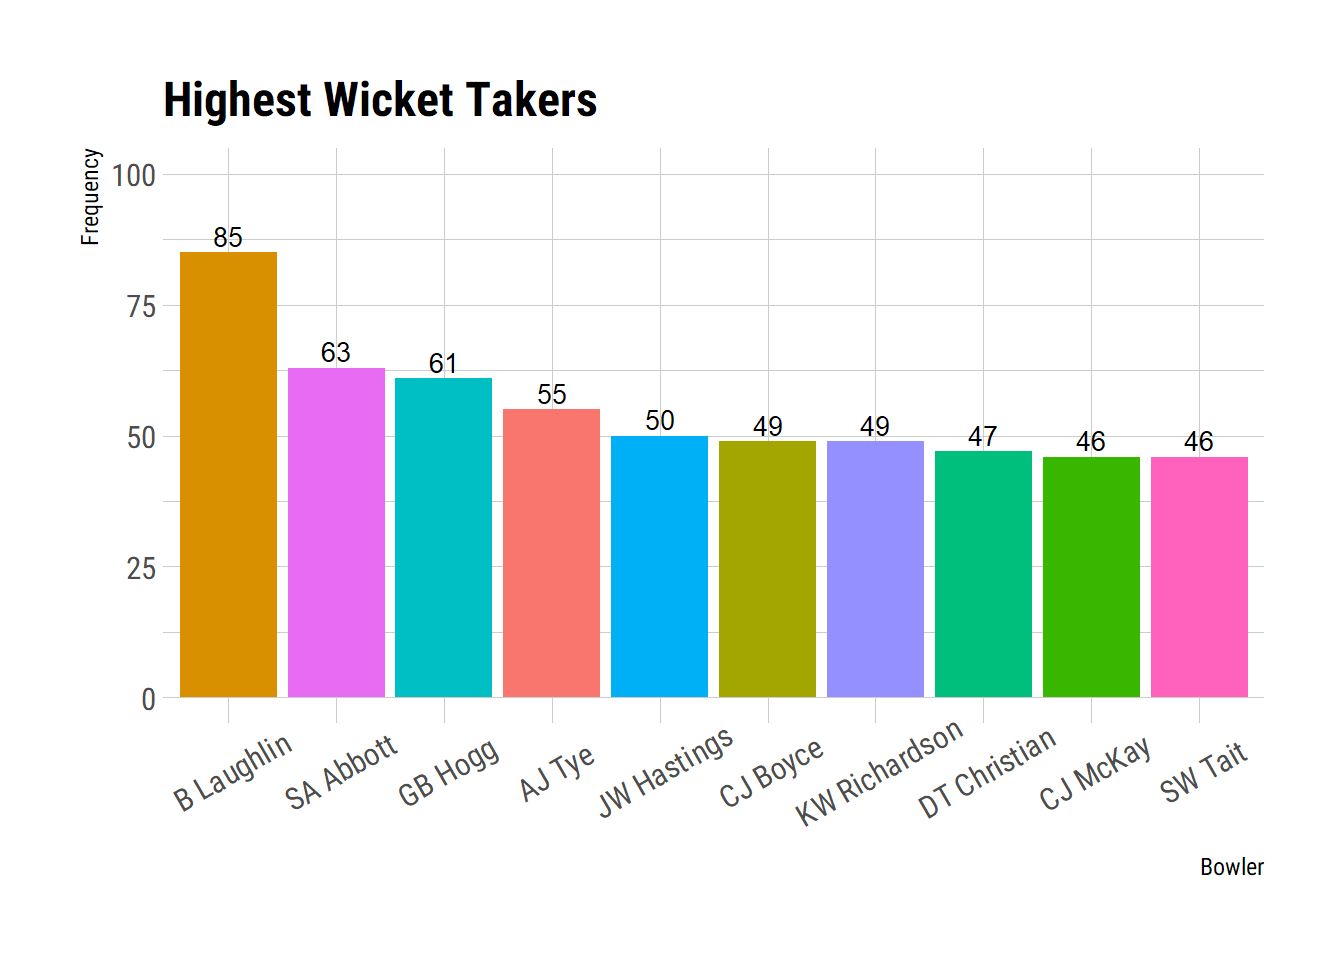 Highest Wicket Takers
Frequency
100
75
50
25
0
85
63
61
55
50
49
49
47
46
46
B Laughlin
SA Abbott
GB Hogg
AJ Tye
JW Hastings
CJ Boyce
KW Richardson
DT Christian
CJ McKay
SW Tait
Bowler